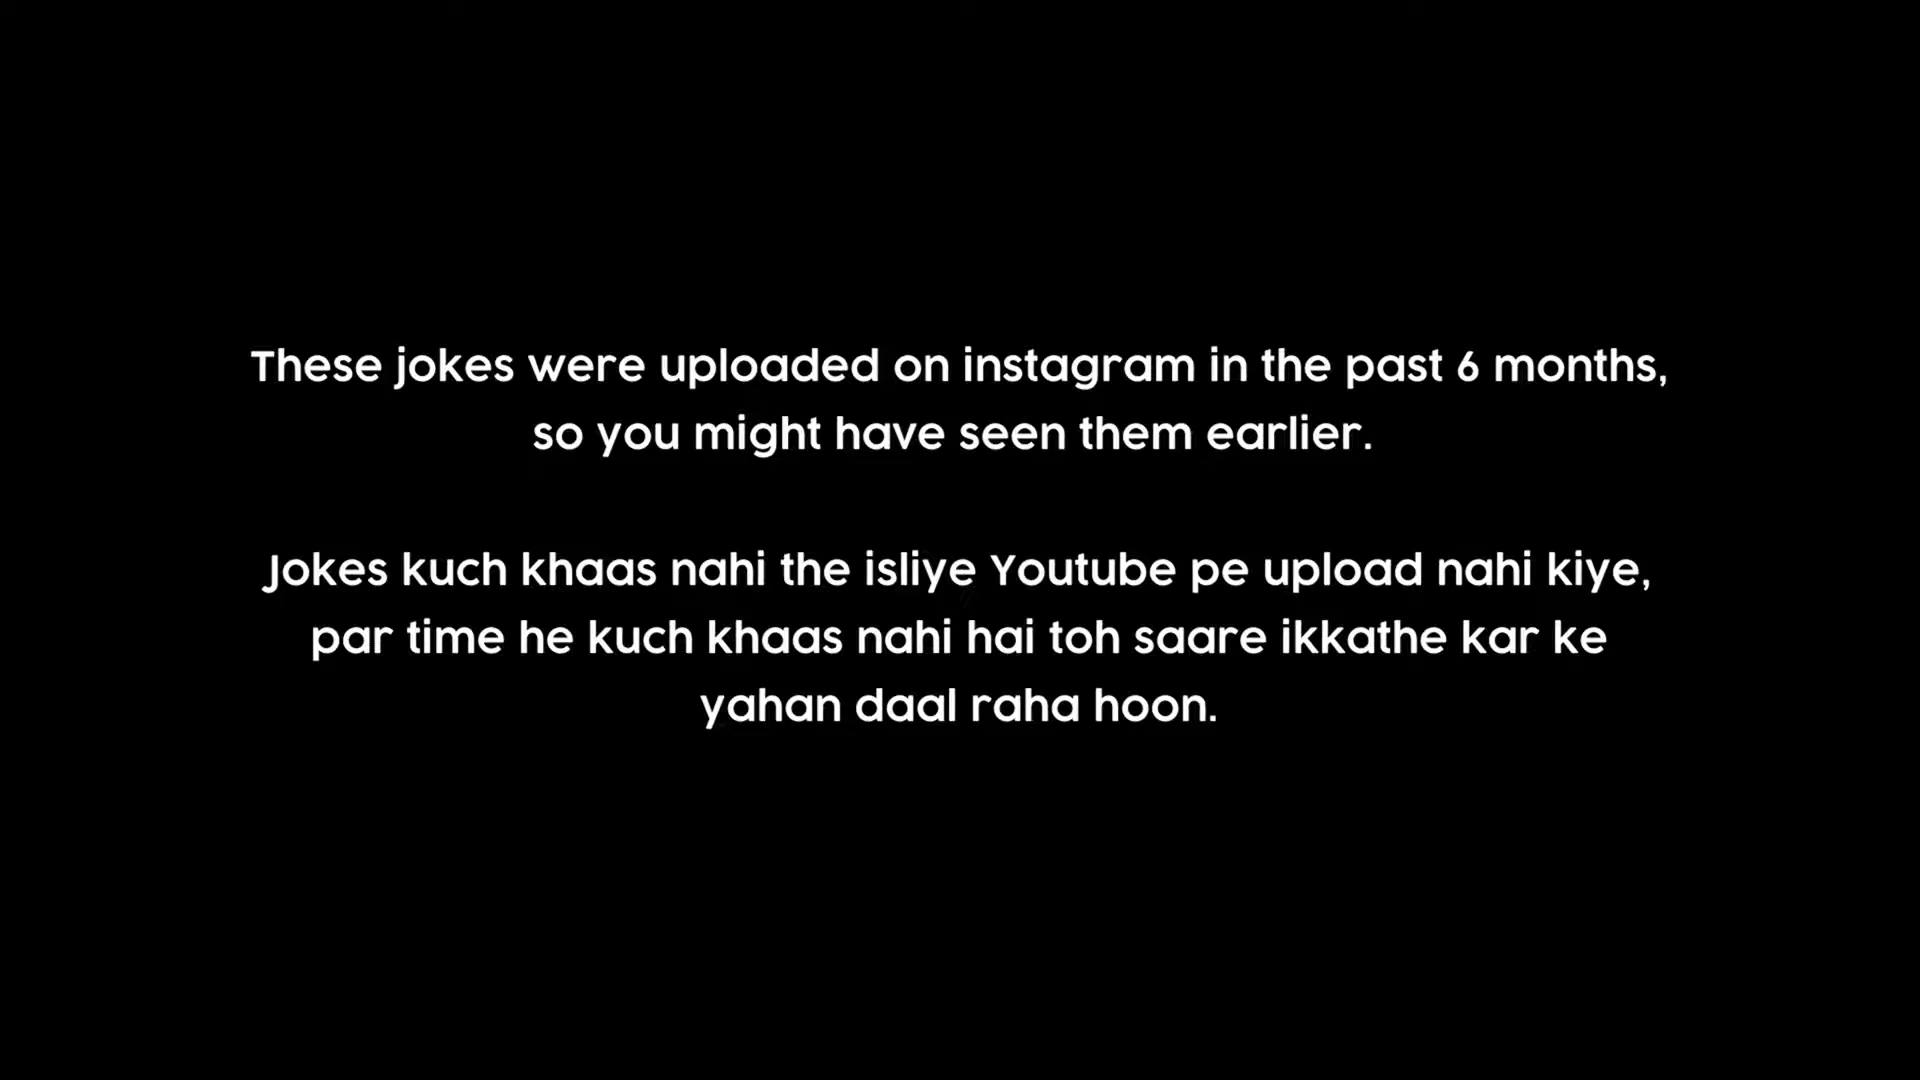 These jokes were uploaded on instagram in the past 6 months,
so you might have seen them earlier.
Jokes kuch khaas nahi the isliye Youtube pe upload nahi kiye,
par time he kuch khaas nahi hai toh saare ikkathe kar ke
yahan daal raha hoon.